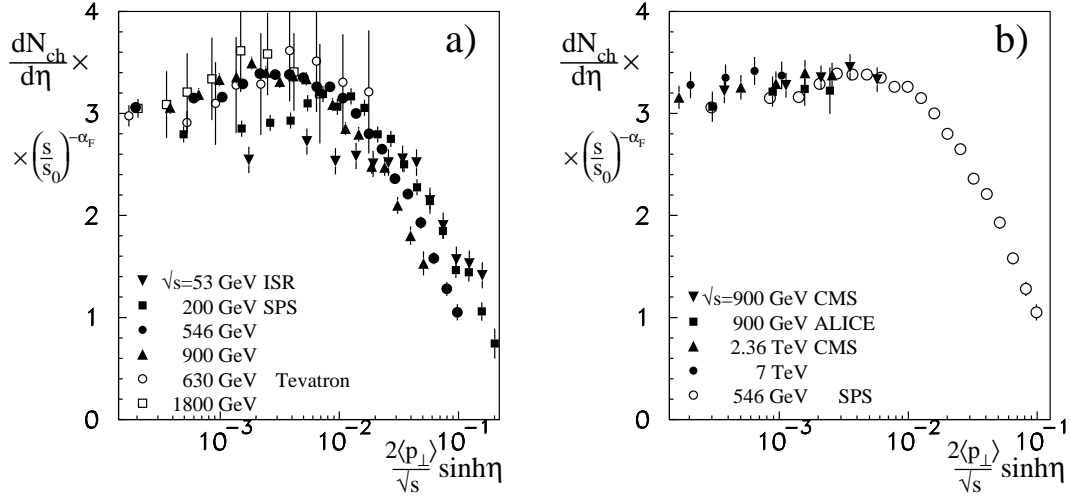 a)
dN_ch/dη ×
× (s/s₀)^−α_F
4
3
2
1
0
√s=53 GeV ISR
200 GeV SPS
546 GeV
900 GeV
630 GeV Tevatron
1800 GeV
10⁻³ 10⁻² 10⁻¹
2⟨p_⊥⟩/√s sinhη
b)
dN_ch/dη ×
× (s/s₀)^−α_F
4
3
2
1
0
√s=900 GeV CMS
900 GeV ALICE
2.36 TeV CMS
7 TeV
546 GeV SPS
10⁻³ 10⁻² 10⁻¹
2⟨p_⊥⟩/√s sinhη